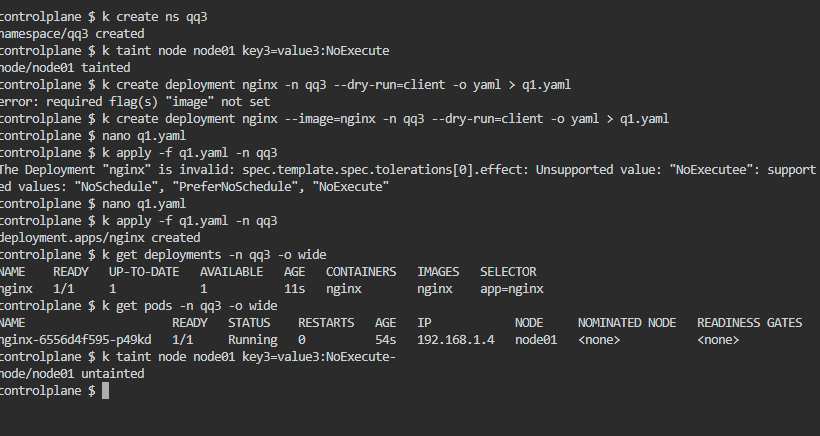 controlplane $ k create ns qq3
namespace/qq3 created
controlplane $ k taint node node01 key3=value3:NoExecute
node/node01 tainted
controlplane $ k create deployment nginx -n qq3 --dry-run=client -o yaml > q1.yaml
error: required flag(s) "image" not set
controlplane $ k create deployment nginx --image=nginx -n qq3 --dry-run=client -o yaml > q1.yaml
controlplane $ nano q1.yaml
controlplane $ k apply -f q1.yaml -n qq3
The Deployment "nginx" is invalid: spec.template.spec.tolerations[0].effect: Unsupported value: "NoExecutee": support
ed values: "NoSchedule", "PreferNoSchedule", "NoExecute"
controlplane $ nano q1.yaml
controlplane $ k apply -f q1.yaml -n qq3
deployment.apps/nginx created
controlplane $ k get deployments -n qq3 -o wide
NAME   READY   UP-TO-DATE   AVAILABLE   AGE   CONTAINERS   IMAGES   SELECTOR
nginx   1/1   1   1   11s   nginx   nginx   app=nginx
controlplane $ k get pods -n qq3 -o wide
NAME   READY   STATUS   RESTARTS   AGE   IP   NODE   NOMINATED NODE   READINESS GATES
nginx-6556d4f595-p49kd   1/1   Running   0   54s   192.168.1.4   node01   <none>   <none>
controlplane $ k taint node node01 key3=value3:NoExecute-
node/node01 untainted
controlplane $